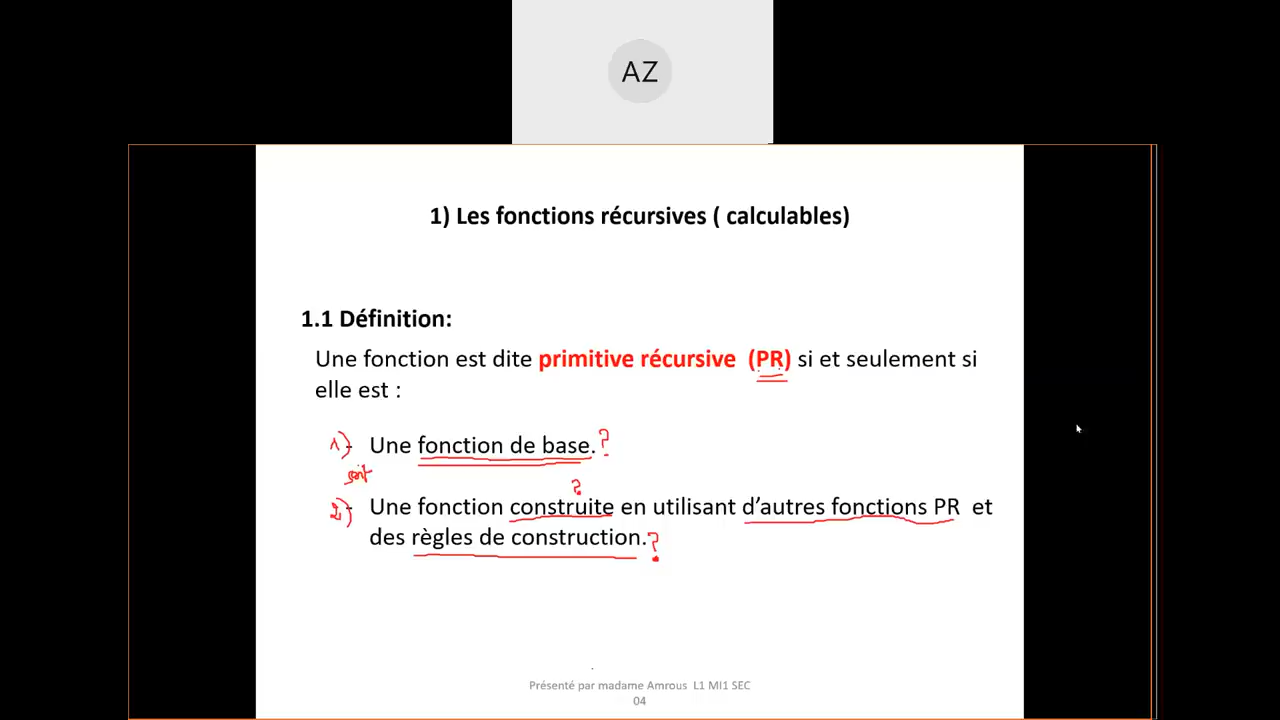 AZ
1) Les fonctions récursives ( calculables)
1.1 Définition:
Une fonction est dite primitive récursive (PR) si et seulement si
elle est :
1) - Une fonction de base. ?
soit
?
2) - Une fonction construite en utilisant d’autres fonctions PR et
des règles de construction. ?
Présenté par madame Amrous L1 MI1 SEC
04